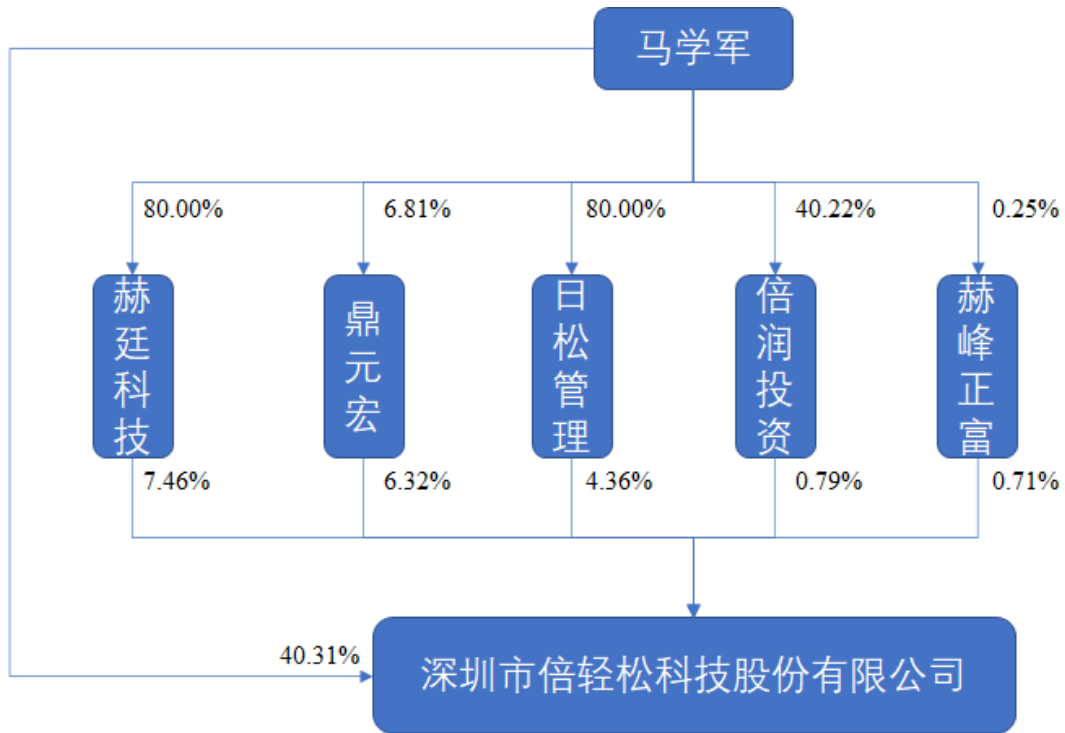 马学军
80.00%
6.81%
80.00%
40.22%
0.25%
赫廷科技
鼎元宏
日松管理
倍润投资
赫峰正富
7.46%
6.32%
4.36%
0.79%
0.71%
40.31%
深圳市倍轻松科技股份有限公司